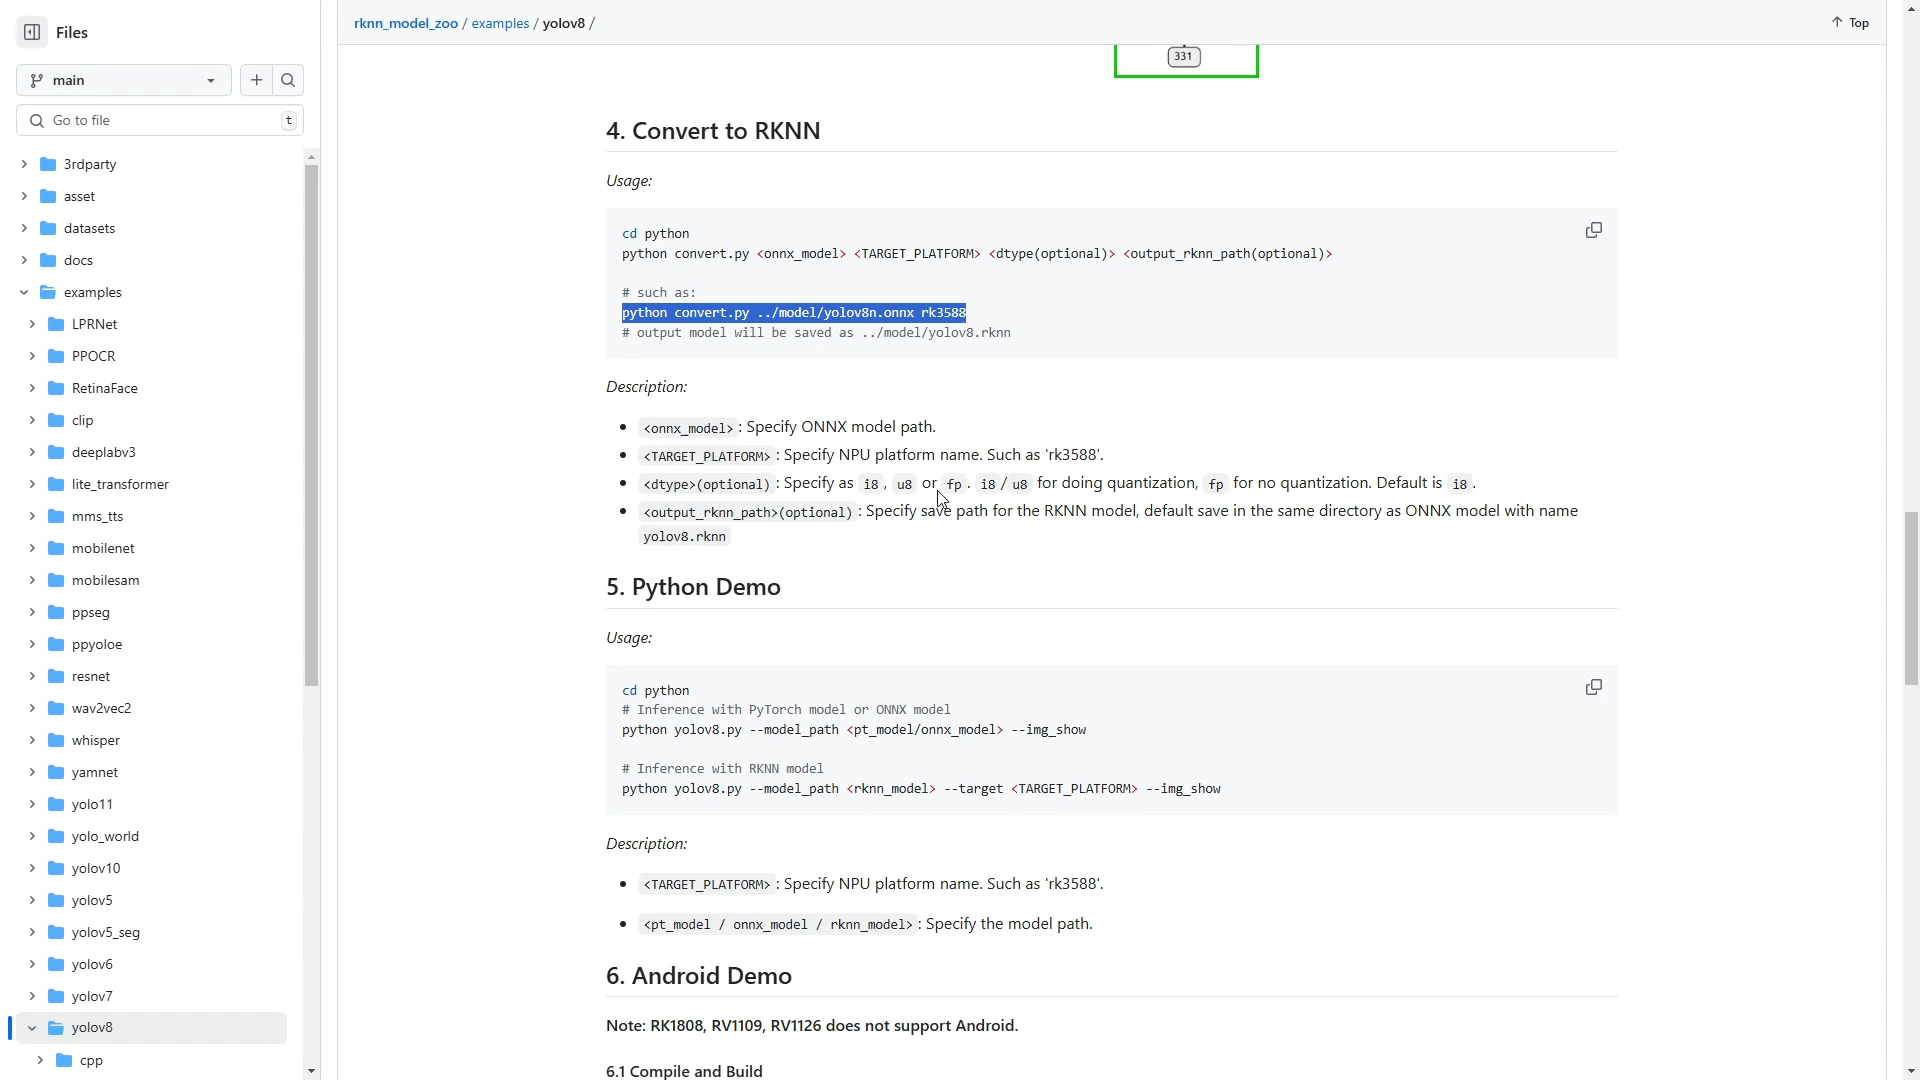 Files
main
Go to file
t
3rdparty
asset
datasets
docs
examples
LPRNet
PPOCR
RetinaFace
clip
deeplabv3
lite_transformer
mms_tts
mobilenet
mobilesam
ppseg
ppyoloe
resnet
wav2vec2
whisper
yamnet
yolo11
yolo_world
yolov10
yolov5
yolov5_seg
yolov6
yolov7
yolov8
cpp
rknn_model_zoo / examples / yolov8 /
Top
331
4. Convert to RKNN
Usage:
cd python
python convert.py <onnx_model> <TARGET_PLATFORM> <dtype(optional)> <output_rknn_path(optional)>
# such as:
python convert.py ../model/yolov8n.onnx rk3588
# output model will be saved as ../model/yolov8.rknn
Description:
<onnx_model> : Specify ONNX model path.
<TARGET_PLATFORM> : Specify NPU platform name. Such as 'rk3588'.
<dtype>(optional) : Specify as i8 , u8 or fp . i8 / u8 for doing quantization, fp for no quantization. Default is i8 .
<output_rknn_path>(optional) : Specify save path for the RKNN model, default save in the same directory as ONNX model with name
yolov8.rknn
5. Python Demo
Usage:
cd python
# Inference with PyTorch model or ONNX model
python yolov8.py --model_path <pt_model/onnx_model> --img_show
# Inference with RKNN model
python yolov8.py --model_path <rknn_model> --target <TARGET_PLATFORM> --img_show
Description:
<TARGET_PLATFORM> : Specify NPU platform name. Such as 'rk3588'.
<pt_model / onnx_model / rknn_model> : Specify the model path.
6. Android Demo
Note: RK1808, RV1109, RV1126 does not support Android.
6.1 Compile and Build